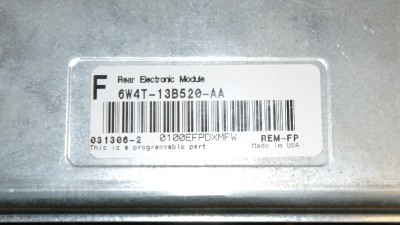 F Rear Electronic Module
6W4T-13B520-AA
031306-2 0100EFPDXMFW REM-FP
This is a programmable part Made in USA